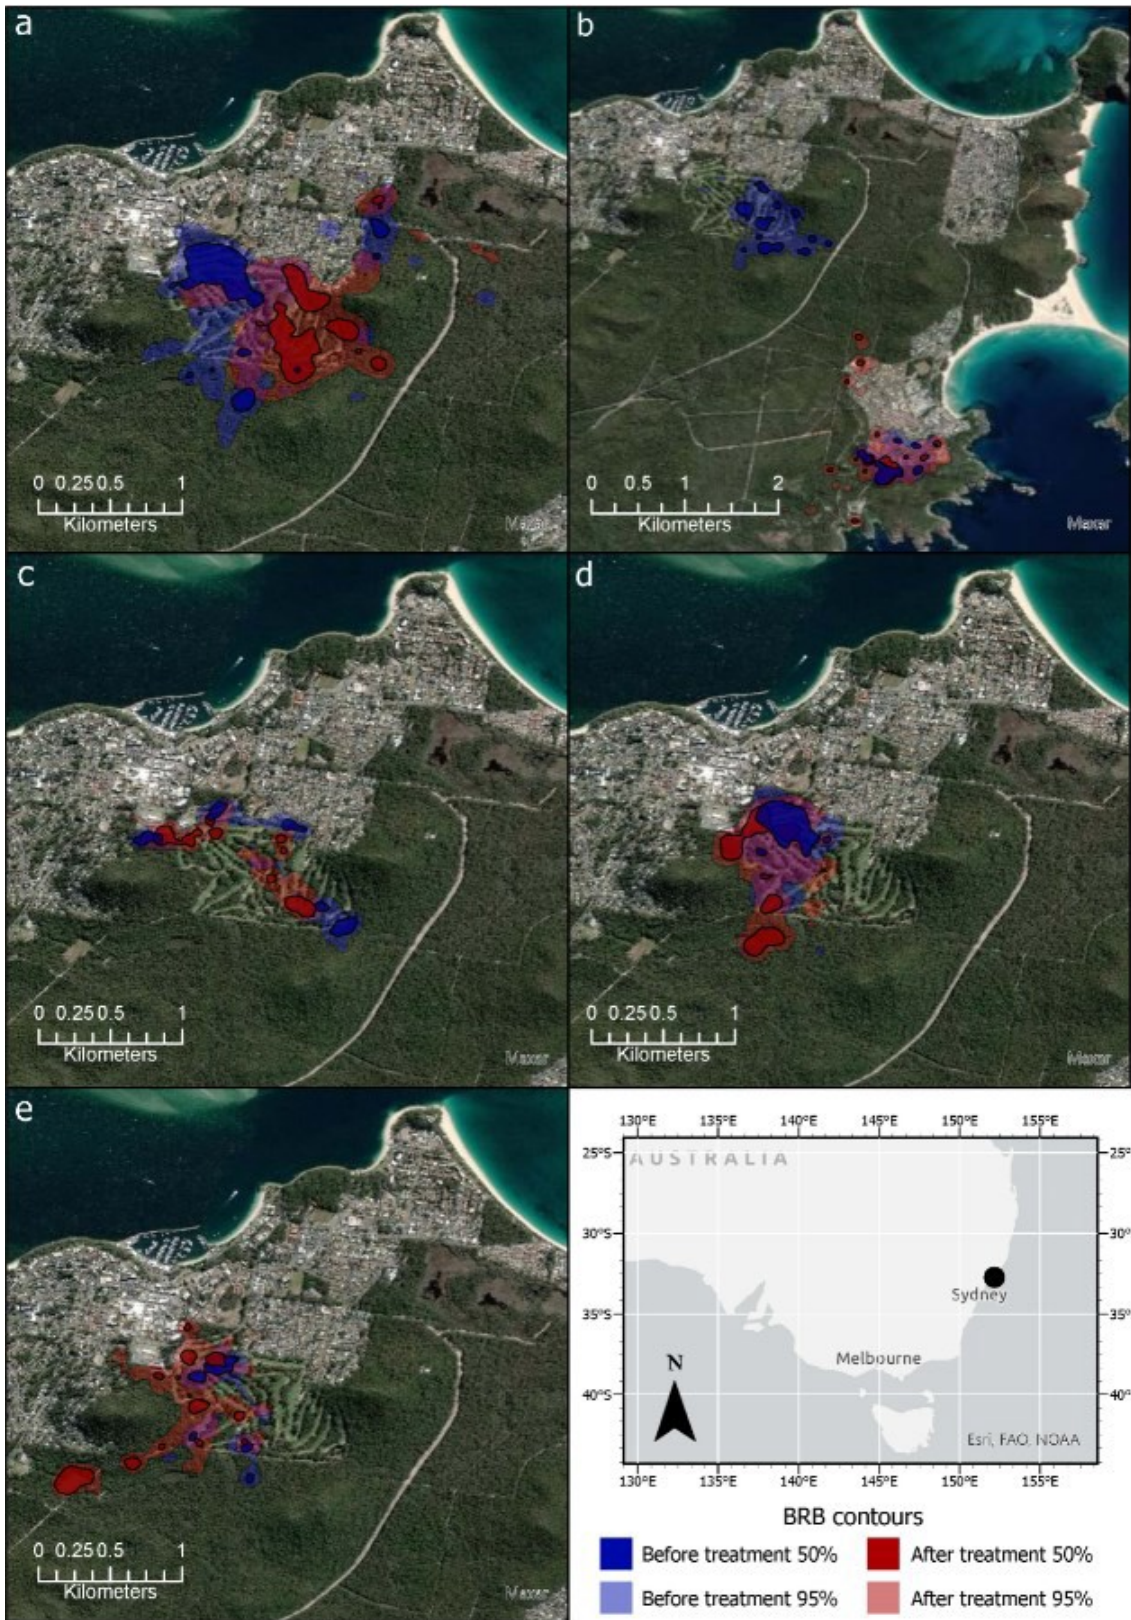 a
b
0 0.25 0.5 1
Kilometers
Maxar
0 0.5 1 2
Kilometers
Maxar
c
d
0 0.25 0.5 1
Kilometers
Maxar
0 0.25 0.5 1
Kilometers
Maxar
e
0 0.25 0.5 1
Kilometers
Maxar
130°E 135°E 140°E 145°E 150°E 155°E
25°S 25°S
AUSTRALIA
30°S 30°S
Sydney
35°S 35°S
Melbourne
N
40°S 40°S
Esri, FAO, NOAA
130°E 135°E 140°E 145°E 150°E 155°E
BRB contours
Before treatment 50% After treatment 50%
Before treatment 95% After treatment 95%